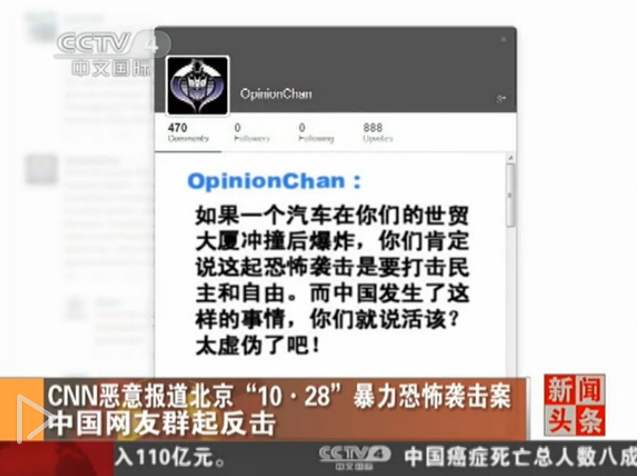 CCTV 4
中文国际
OpinionChan
470 0 0 888
Comments Followers Following Upvotes
OpinionChan：
如果一个汽车在你们的世贸
大厦冲撞后爆炸，你们肯定
说这起恐怖袭击是要打击民
主和自由。而中国发生了这
样的事情，你们就说活该？
太虚伪了吧！
CNN恶意报道北京“10·28”暴力恐怖袭击案
中国网友群起反击
新闻
头条
入110亿元。 CCTV 4 中文国际 中国癌症死亡总人数八成